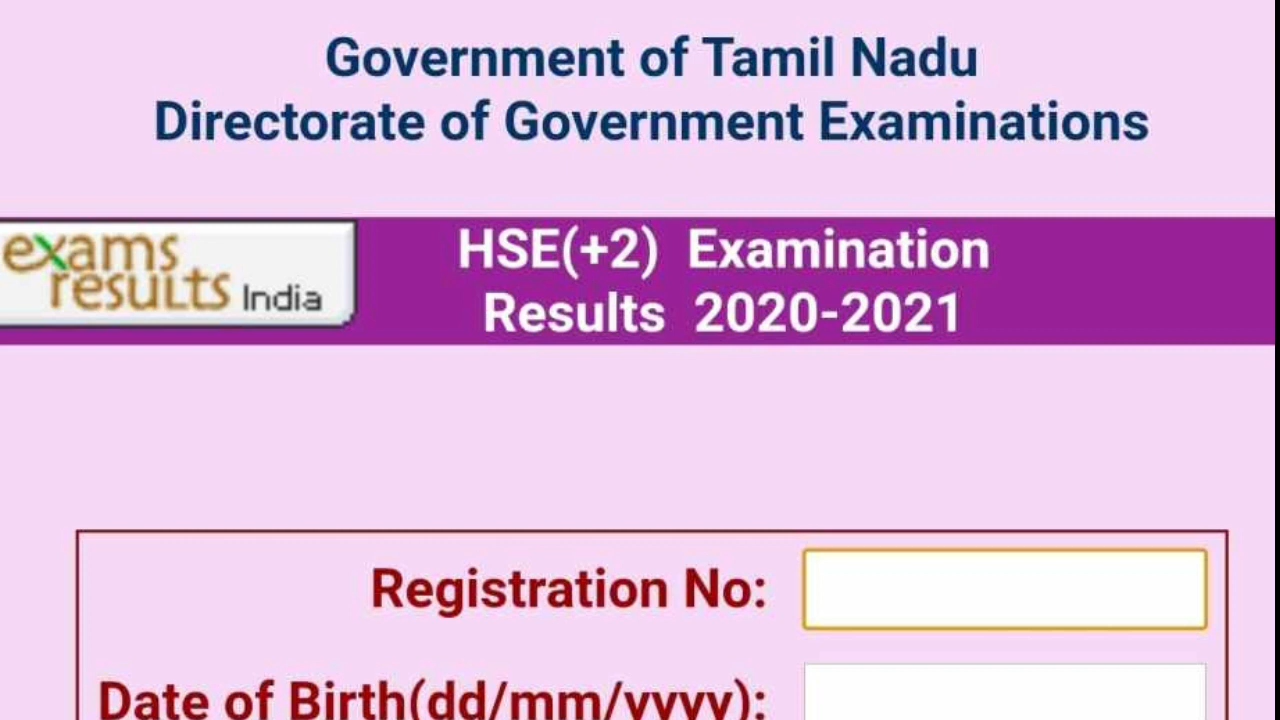 Government of Tamil Nadu
Directorate of Government Examinations
exams
results India
HSE(+2) Examination
Results 2020-2021
Registration No:
Date of Birth(dd/mm/yyyy):